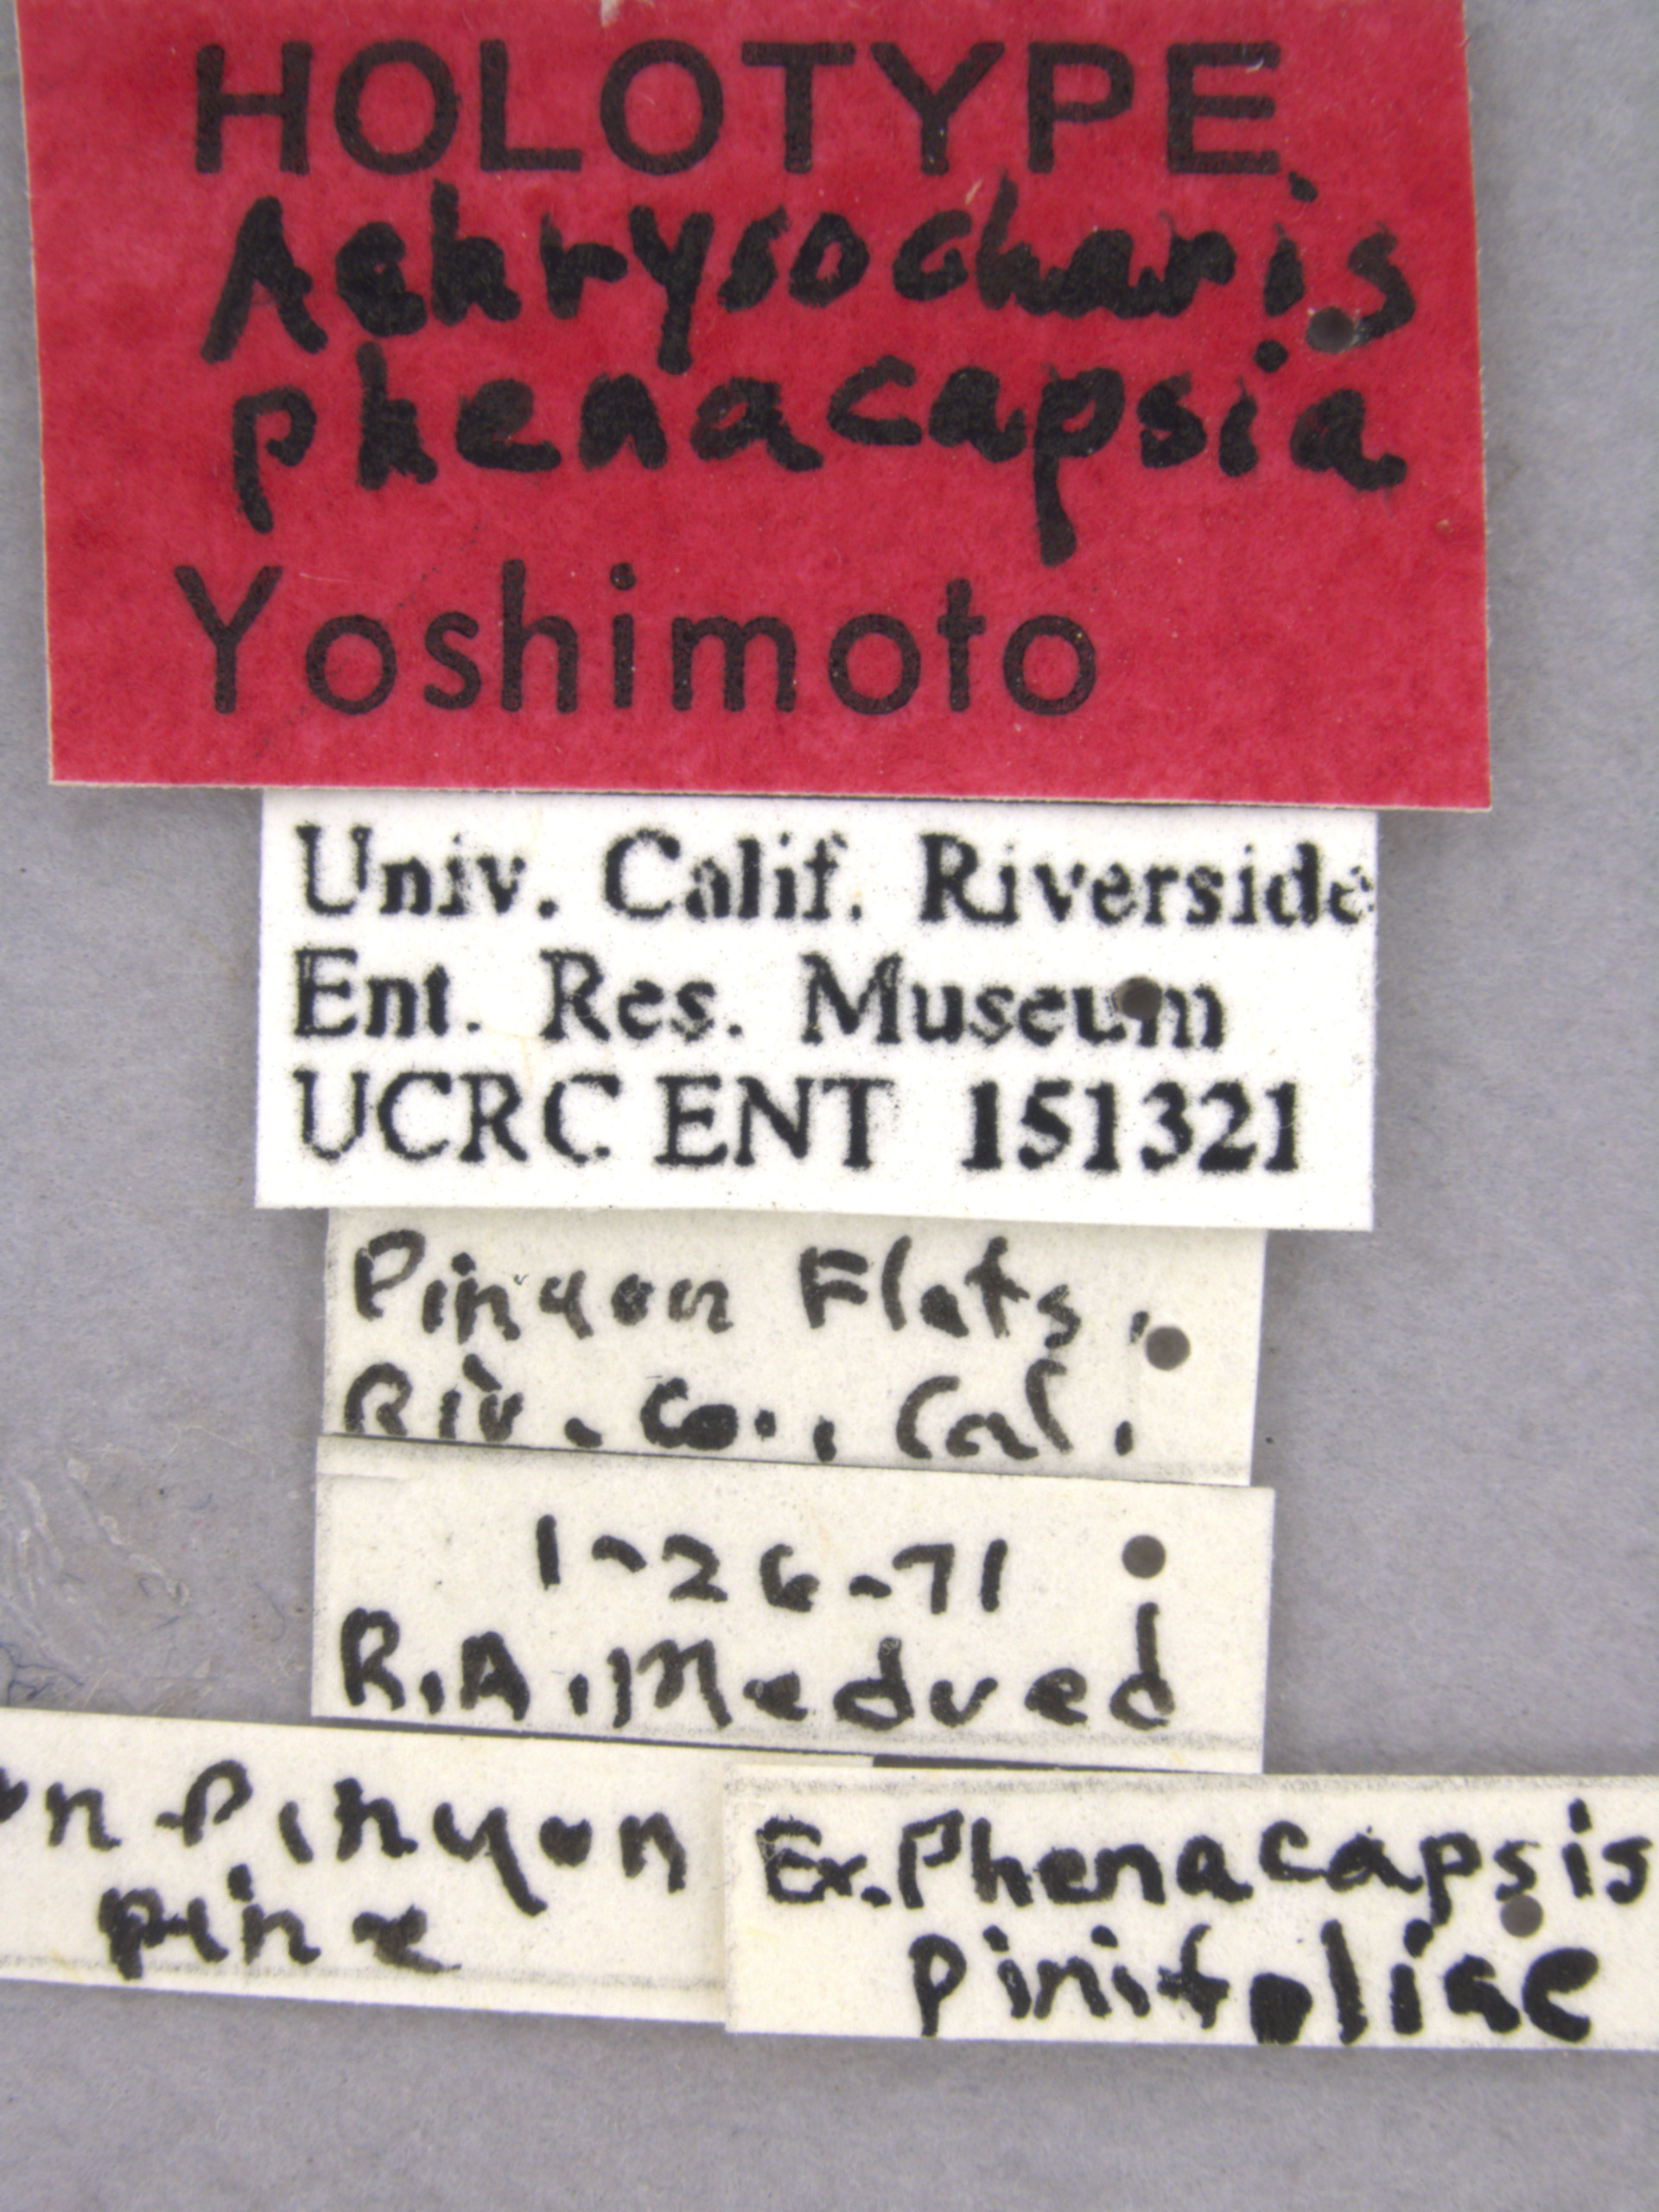 HOLOTYPE
Achrysocharis
phenacapsia
Yoshimoto
Univ. Calif. Riverside
Ent. Res. Museum
UCRC ENT 151321
Pinyon Flats,
Riv. Co., Cal.
1-26-71
R.A. Medved
on Pinyon
pine
Ex. Phenacapsis
pinifoliae